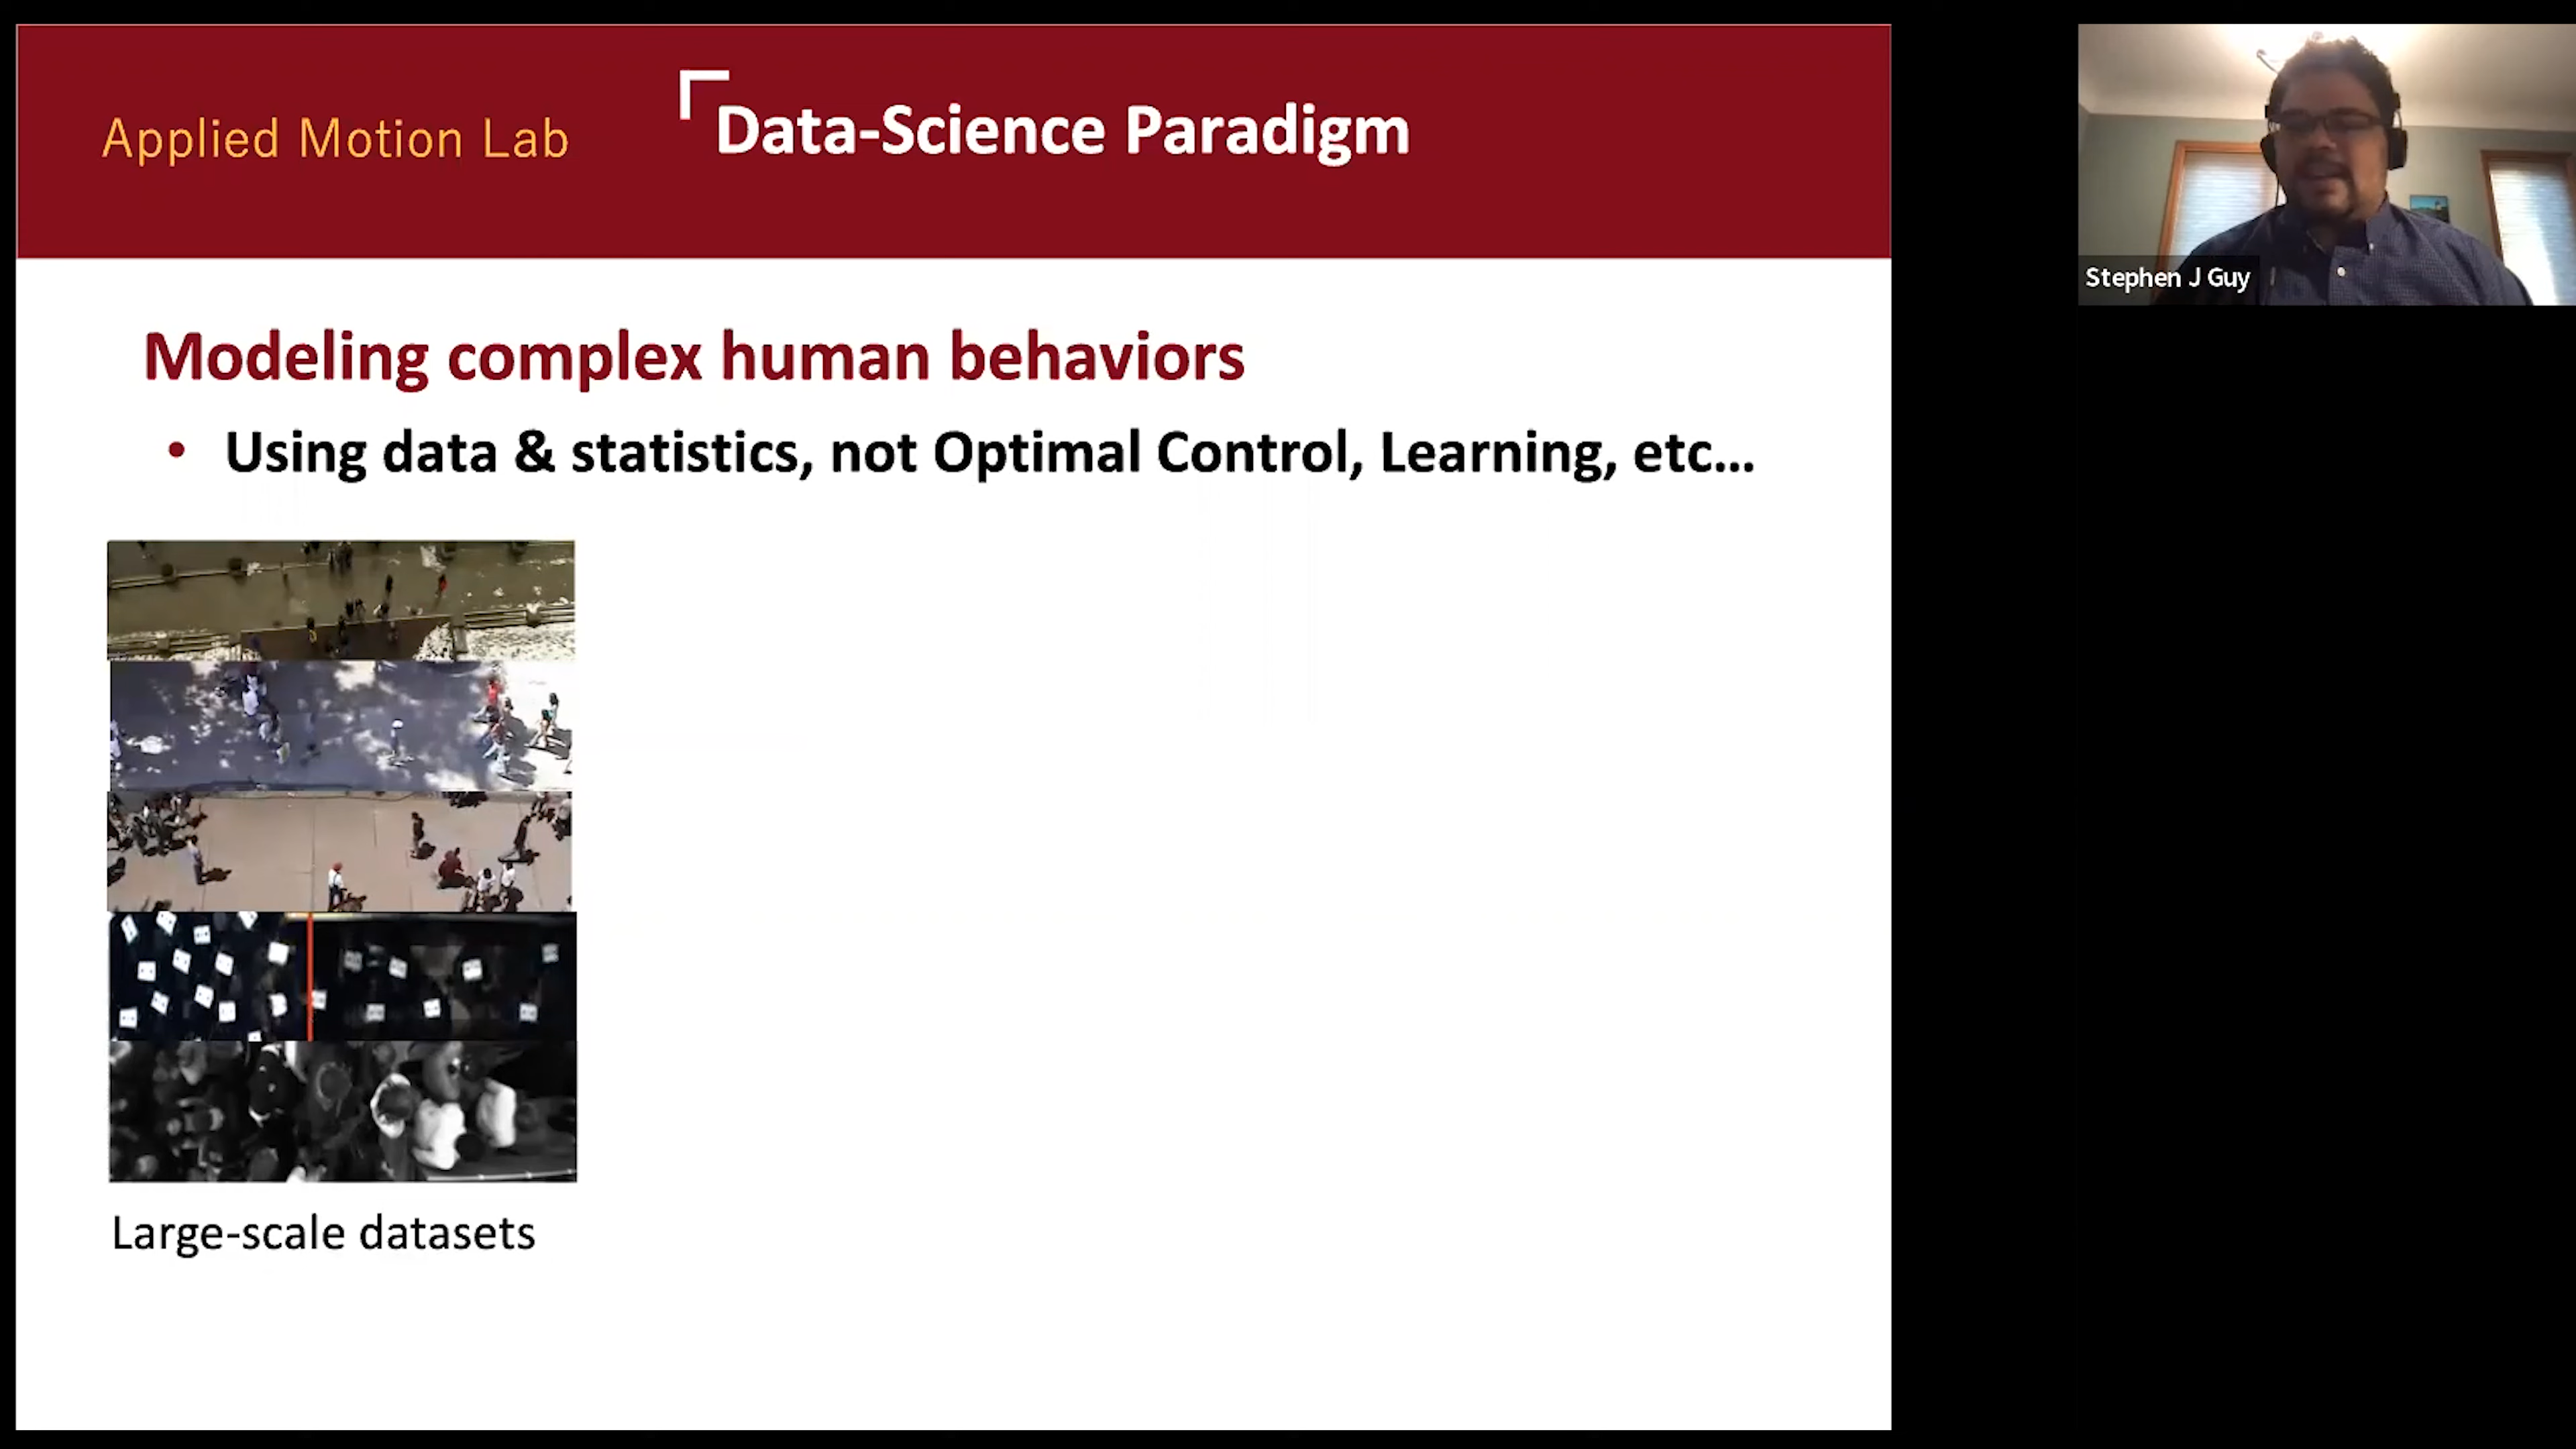 Applied Motion Lab
Data-Science Paradigm
Stephen J Guy
Modeling complex human behaviors
• Using data & statistics, not Optimal Control, Learning, etc...
Large-scale datasets